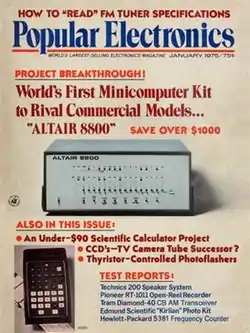 HOW TO "READ" FM TUNER SPECIFICATIONS
Popular Electronics
WORLD'S LARGEST-SELLING ELECTRONICS MAGAZINE JANUARY 1975/75¢
PROJECT BREAKTHROUGH!
World's First Minicomputer Kit
to Rival Commercial Models...
"ALTAIR 8800" SAVE OVER $1000
ALTAIR 8800
ALSO IN THIS ISSUE:
• An Under-$90 Scientific Calculator Project
• CCD's—TV Camera Tube Successor?
• Thyristor-Controlled Photoflashers
TEST REPORTS:
Technics 200 Speaker System
Pioneer RT-1011 Open-Reel Recorder
Tram Diamond-40 CB AM Transceiver
Edmund Scientific "Kirlian" Photo Kit
Hewlett-Packard 5381 Frequency Counter